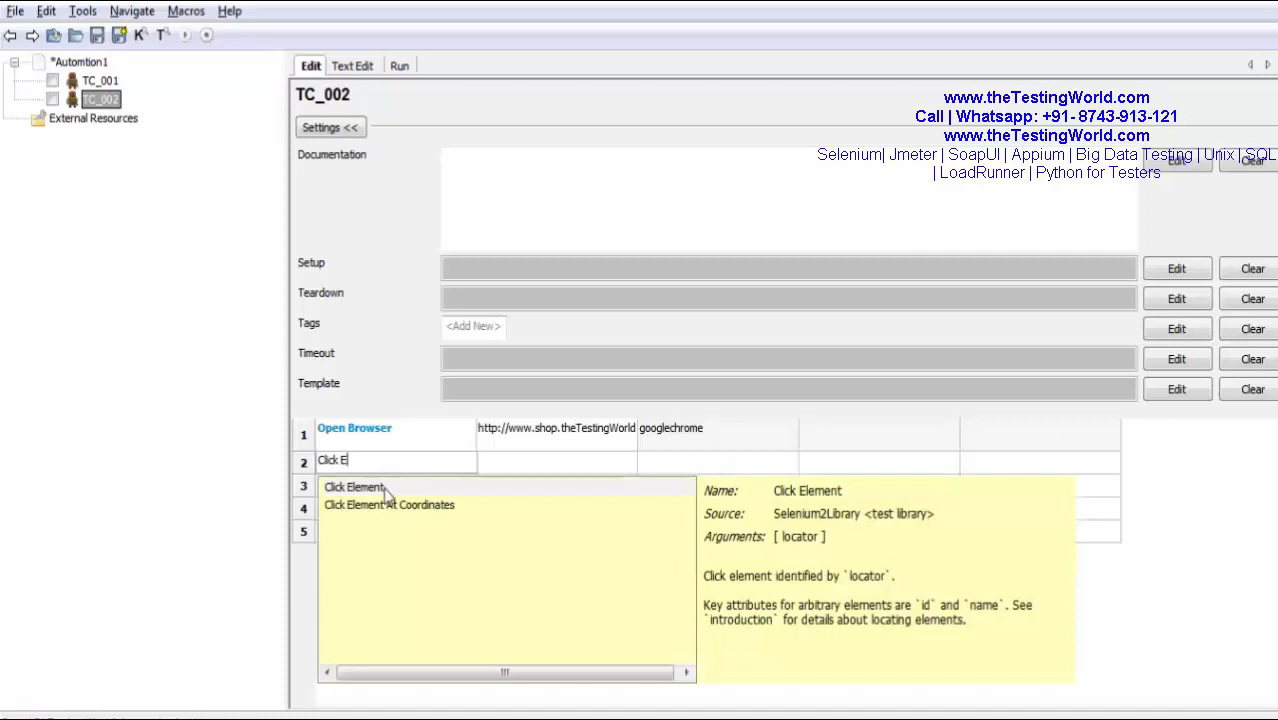 File Edit Tools Navigate Macros Help
K T
*Automtion1
TC_001
TC_002
External Resources
Edit Text Edit Run
TC_002
www.theTestingWorld.com
Call | Whatsapp: +91- 8743-913-121
www.theTestingWorld.com
Selenium| Jmeter | SoapUI | Appium | Big Data Testing | Unix | SQL
| LoadRunner | Python for Testers
Settings <<
Documentation
Edit Clear
Setup Edit Clear
Teardown Edit Clear
Tags <Add New> Edit Clear
Timeout Edit Clear
Template Edit Clear
1 Open Browser http://www.shop.theTestingWorld googlechrome
2 Click E
3
4
5
Click Element
Click Element At Coordinates
Name: Click Element
Source: Selenium2Library <test library>
Arguments: [ locator ]
Click element identified by `locator`.
Key attributes for arbitrary elements are `id` and `name`. See
`introduction` for details about locating elements.